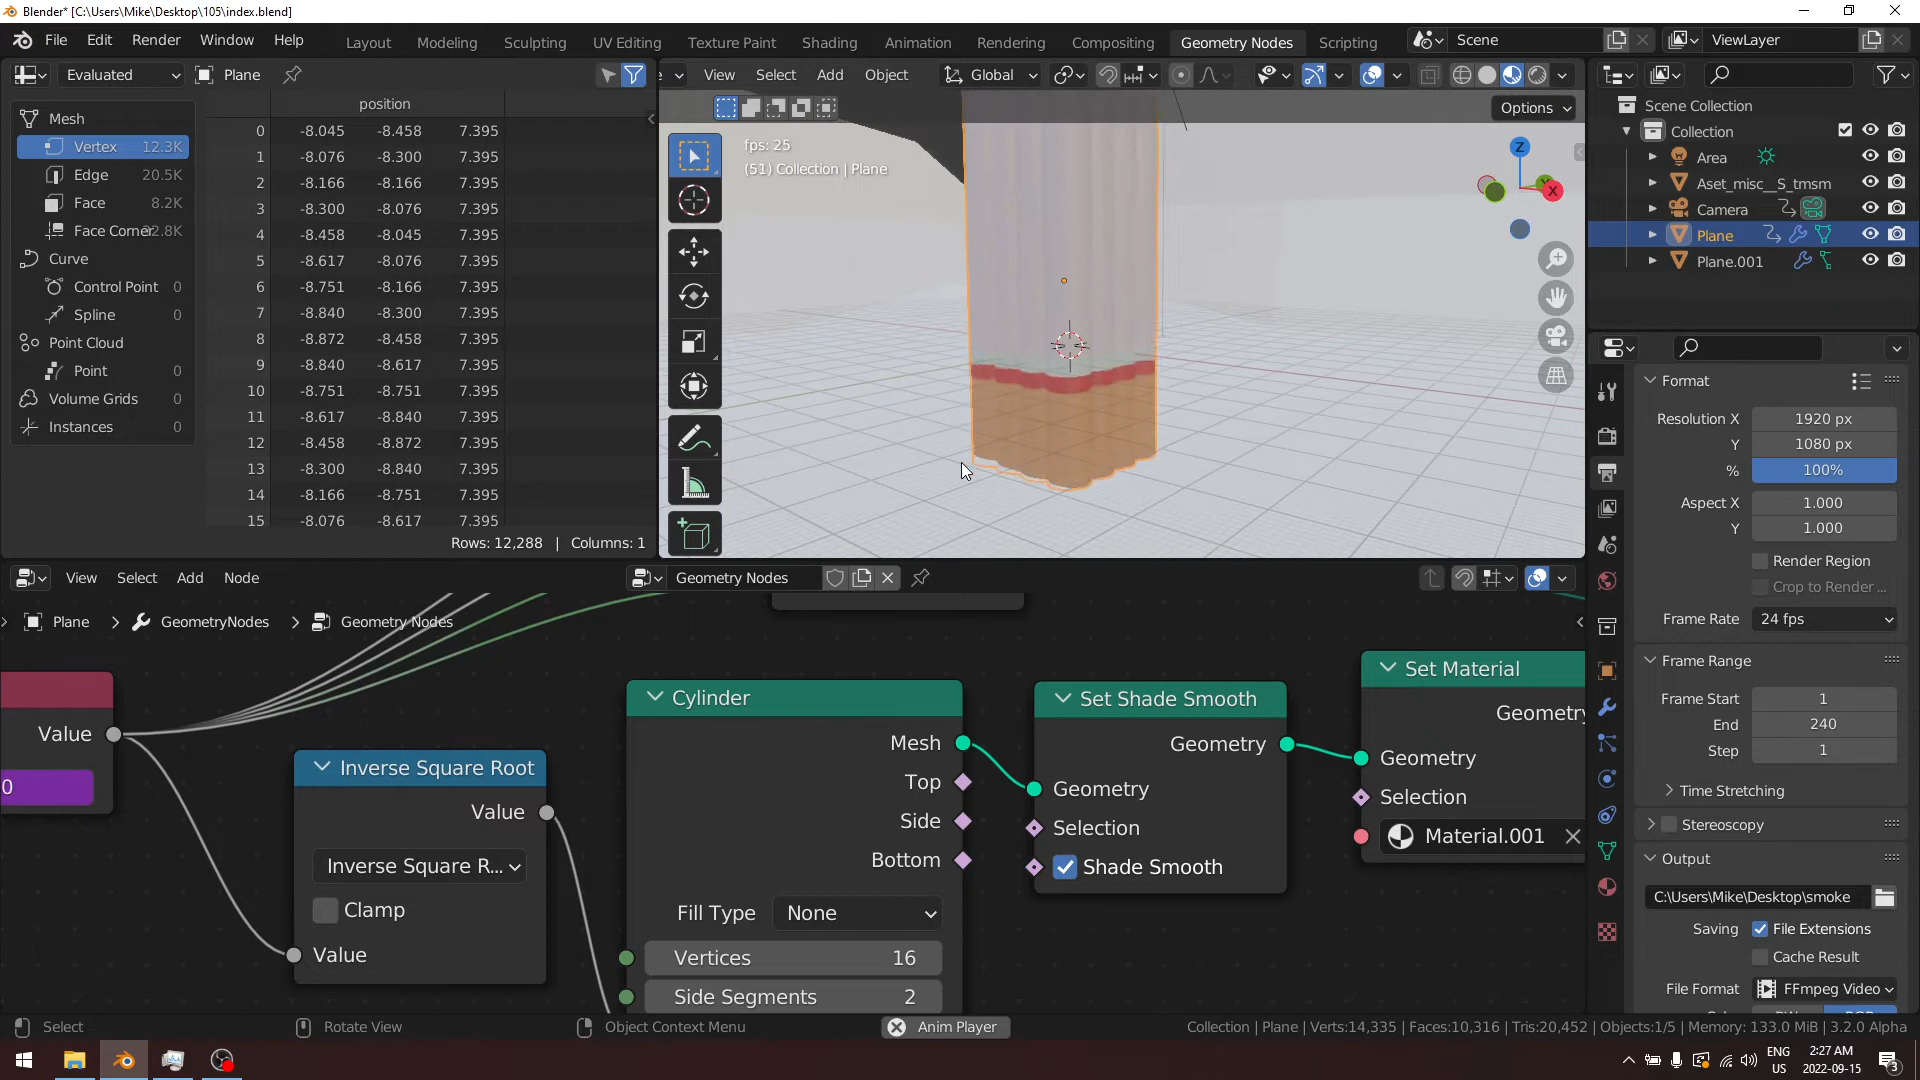 Blender* [C:\Users\Mike\Desktop\105\index.blend]
File Edit Render Window Help
Layout Modeling Sculpting UV Editing Texture Paint Shading Animation Rendering Compositing Geometry Nodes Scripting
Scene
ViewLayer
Evaluated
Plane
View Select Add Object
Global
Options
position
Mesh
Vertex 12.3K
Edge 20.5K
Face 8.2K
Face Corner 32.8K
Curve
Control Point 0
Spline 0
Point Cloud
Point 0
Volume Grids
Instances 0
0 -8.045 -8.458 7.395
1 -8.076 -8.300 7.395
2 -8.166 -8.166 7.395
3 -8.300 -8.076 7.395
4 -8.458 -8.045 7.395
5 -8.617 -8.076 7.395
6 -8.751 -8.166 7.395
7 -8.840 -8.300 7.395
8 -8.872 -8.458 7.395
9 -8.840 -8.617 7.395
10 -8.751 -8.751 7.395
11 -8.617 -8.840 7.395
12 -8.458 -8.872 7.395
13 -8.300 -8.840 7.395
14 -8.166 -8.751 7.395
15 -8.076 -8.617 7.395
Rows: 12,288 | Columns: 1
fps: 25
(51) Collection | Plane
Z
X
Scene Collection
Collection
Area
Aset_misc__S_tmsm
Camera
Plane
Plane.001
Format
Resolution X 1920 px
Y 1080 px
% 100%
Aspect X 1.000
Y 1.000
Render Region
Crop to Render ...
Frame Rate 24 fps
Frame Range
Frame Start 1
End 240
Step 1
Time Stretching
Stereoscopy
Output
C:\Users\Mike\Desktop\smoke
Saving File Extensions
Cache Result
File Format FFmpeg Video
View Select Add Node
Geometry Nodes
Plane > GeometryNodes > Geometry Nodes
Value
0
Inverse Square Root
Value
Inverse Square R...
Clamp
Value
Cylinder
Mesh
Top
Side
Bottom
Fill Type None
Vertices 16
Side Segments 2
Set Shade Smooth
Geometry
Geometry
Selection
Shade Smooth
Set Material
Geometry
Geometry
Selection
Material.001
Select
Rotate View
Object Context Menu
Anim Player
Collection | Plane | Verts:14,335 | Faces:10,316 | Tris:20,452 | Objects:1/5 | Memory: 133.0 MiB | 3.2.0 Alpha
ENG
US
2:27 AM
2022-09-15
3